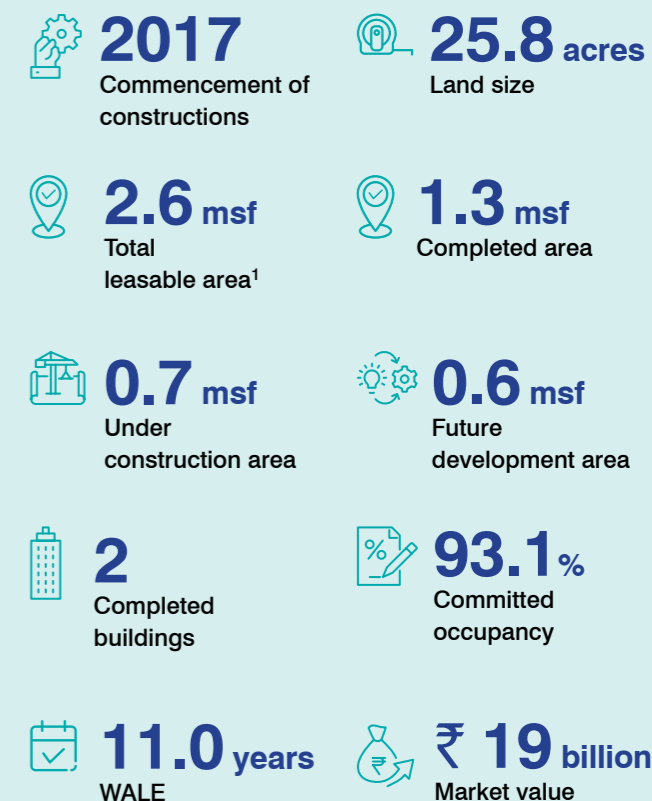 2017
Commencement of
constructions
25.8 acres
Land size
2.6 msf
Total
leasable area¹
1.3 msf
Completed area
0.7 msf
Under
construction area
0.6 msf
Future
development area
2
Completed
buildings
%
93.1%
Committed
occupancy
11.0 years
WALE
₹
₹ 19 billion
Market value